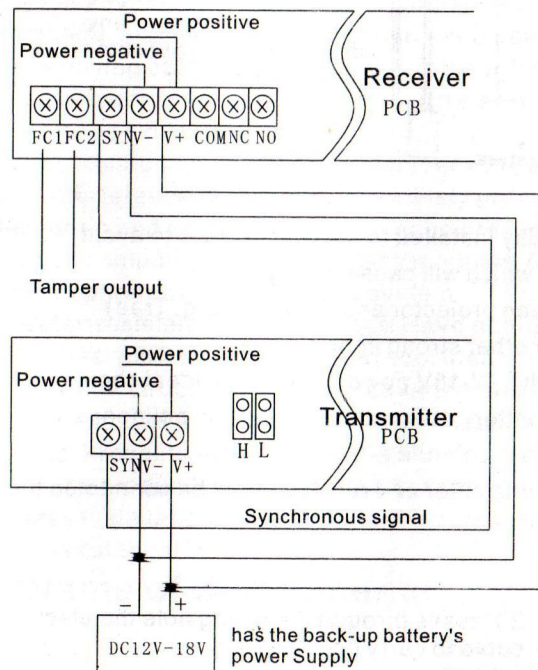 Power positive
Power negative
Receiver
PCB
FC1 FC2 SYN V- V+ COM NC NO
Tamper output
Power positive
Power negative
Transmitter
PCB
H L
SYN V- V+
Synchronous signal
- +
DC12V-18V
has the back-up battery's
power Supply